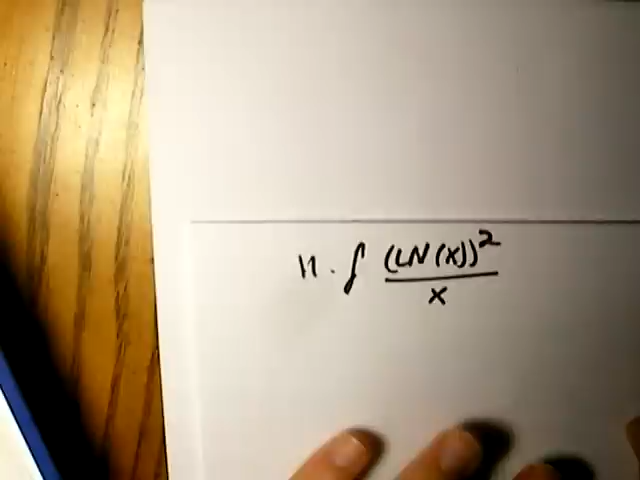 11. ∫ (LN(x))² / x